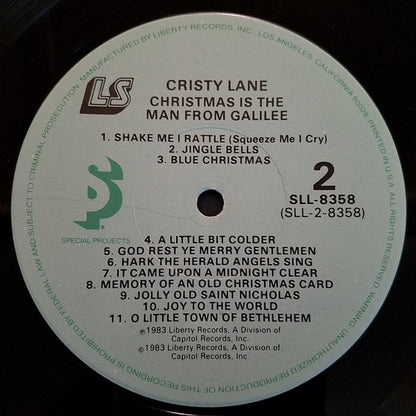 MANUFACTURED BY LIBERTY RECORDS, INC., LOS ANGELES, CALIFORNIA 90028. PRINTED IN U.S.A.
LS
CRISTY LANE
CHRISTMAS IS THE
MAN FROM GALILEE
1. SHAKE ME I RATTLE (Squeeze Me I Cry)
2. JINGLE BELLS
3. BLUE CHRISTMAS
2
SLL-8358
(SLL-2-8358)
SP
SPECIAL PROJECTS
4. A LITTLE BIT COLDER
5. GOD REST YE MERRY GENTLEMEN
6. HARK THE HERALD ANGELS SING
7. IT CAME UPON A MIDNIGHT CLEAR
8. MEMORY OF AN OLD CHRISTMAS CARD
9. JOLLY OLD SAINT NICHOLAS
10. JOY TO THE WORLD
11. O LITTLE TOWN OF BETHLEHEM
℗1983 Liberty Records, A Division of
Capitol Records, Inc.
©1983 Liberty Records, A Division of
Capitol Records, Inc.
ALL RIGHTS RESERVED. WARNING. UNAUTHORIZED REPRODUCTION OF THIS RECORDING IS PROHIBITED BY FEDERAL LAW AND SUBJECT TO CRIMINAL PROSECUTION.